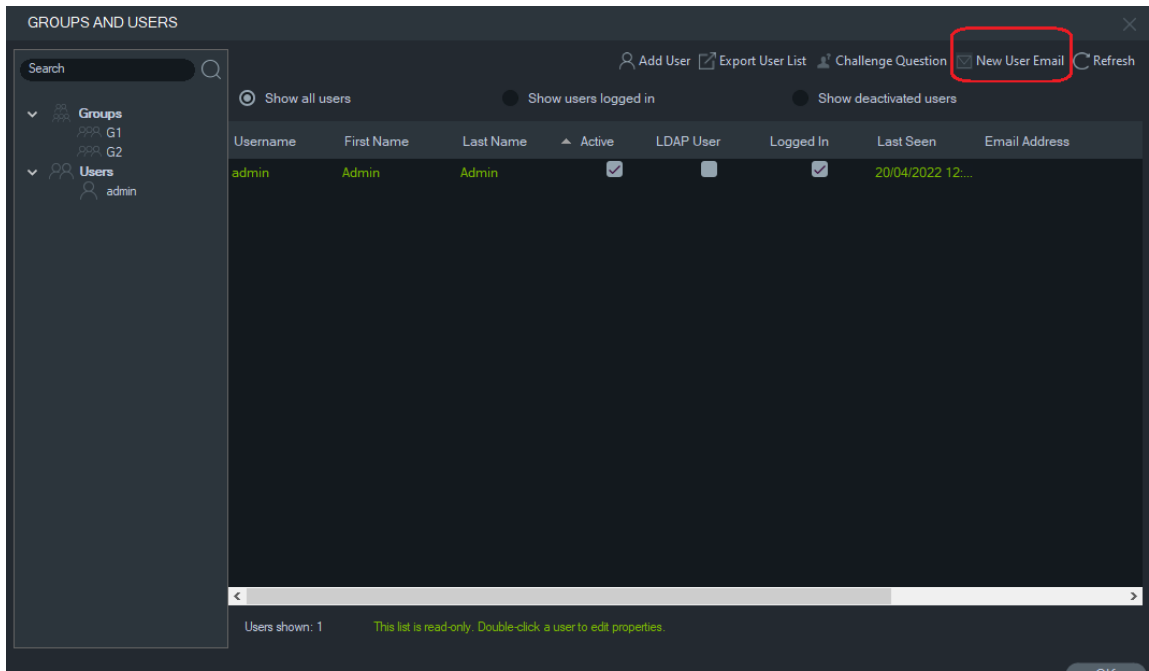 GROUPS AND USERS
Search
Add User Export User List Challenge Question New User Email Refresh
Show all users Show users logged in Show deactivated users
Groups
G1
G2
Users
admin
Username First Name Last Name Active LDAP User Logged In Last Seen Email Address
admin Admin Admin 20/04/2022 12:...
Users shown: 1 This list is read-only. Double-click a user to edit properties.